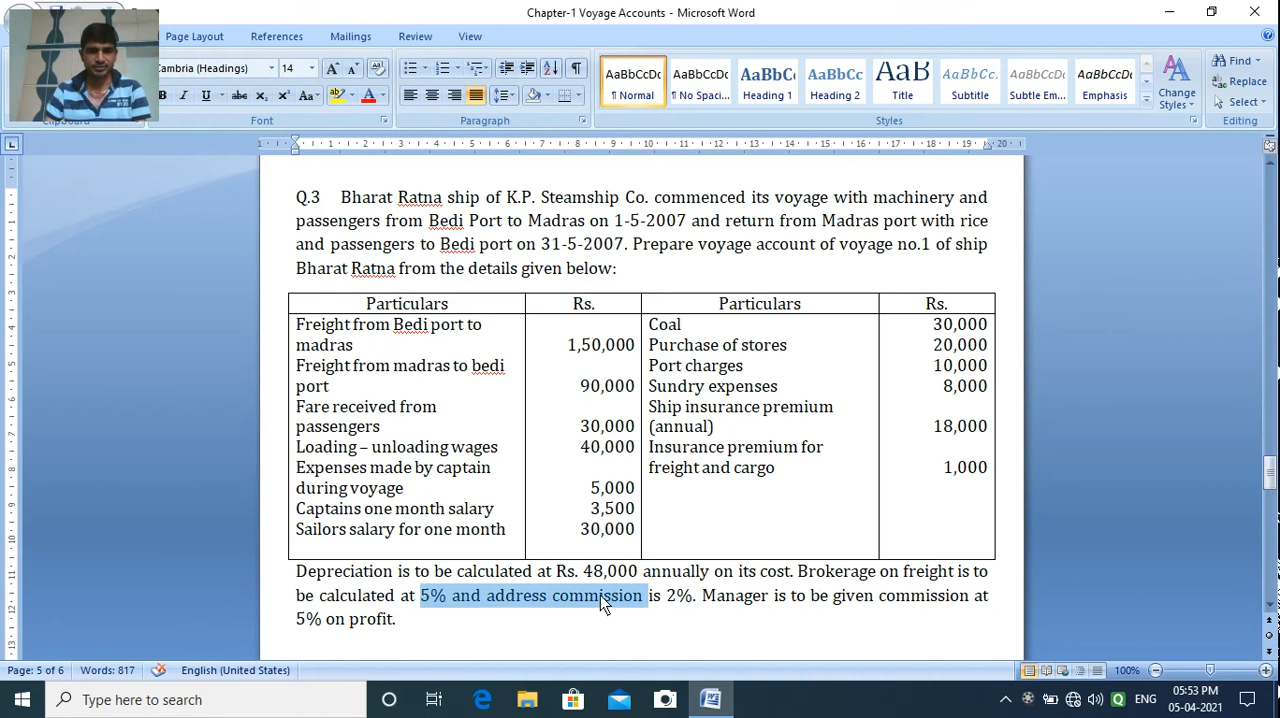 Chapter-1 Voyage Accounts - Microsoft Word
Page Layout References Mailings Review View
Cambria (Headings) 14
Font Paragraph Styles Editing
AaBbCcDc AaBbCcDc AaBbCc AaBbCc AaB AaBbCc. AaBbCcDc AaBbCcDc
¶ Normal ¶ No Spaci... Heading 1 Heading 2 Title Subtitle Subtle Em... Emphasis
Change Styles
Find
Replace
Select
Q.3 Bharat Ratna ship of K.P. Steamship Co. commenced its voyage with machinery and
passengers from Bedi Port to Madras on 1-5-2007 and return from Madras port with rice
and passengers to Bedi port on 31-5-2007. Prepare voyage account of voyage no.1 of ship
Bharat Ratna from the details given below:
Particulars Rs. Particulars Rs.
Freight from Bedi port to Coal 30,000
madras 1,50,000 Purchase of stores 20,000
Freight from madras to bedi Port charges 10,000
port 90,000 Sundry expenses 8,000
Fare received from Ship insurance premium
passengers 30,000 (annual) 18,000
Loading – unloading wages 40,000 Insurance premium for
Expenses made by captain freight and cargo 1,000
during voyage 5,000
Captains one month salary 3,500
Sailors salary for one month 30,000
Depreciation is to be calculated at Rs. 48,000 annually on its cost. Brokerage on freight is to
be calculated at 5% and address commission is 2%. Manager is to be given commission at
5% on profit.
Page: 5 of 6 Words: 817 English (United States) 100%
Type here to search
ENG
05:53 PM
05-04-2021